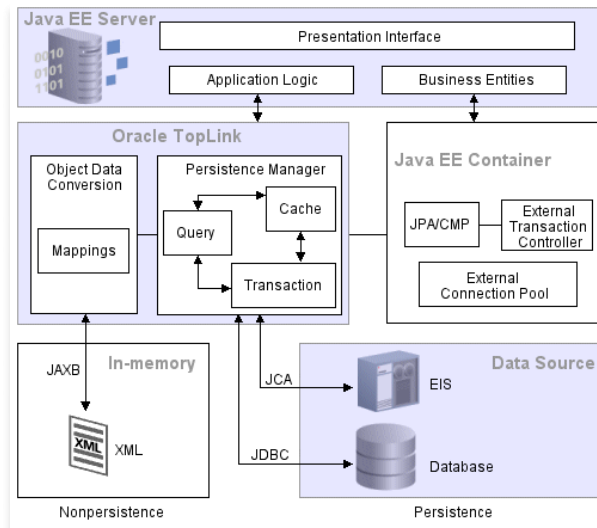 Java EE Server
0010
0101
1101
Presentation Interface
Application Logic
Business Entities
Oracle TopLink
Object Data
Conversion
Mappings
Persistence Manager
Query
Cache
Transaction
Java EE Container
JPA/CMP
External
Transaction
Controller
External
Connection Pool
JAXB
In-memory
XML
XML
JCA
JDBC
Data Source
EIS
Database
Nonpersistence
Persistence